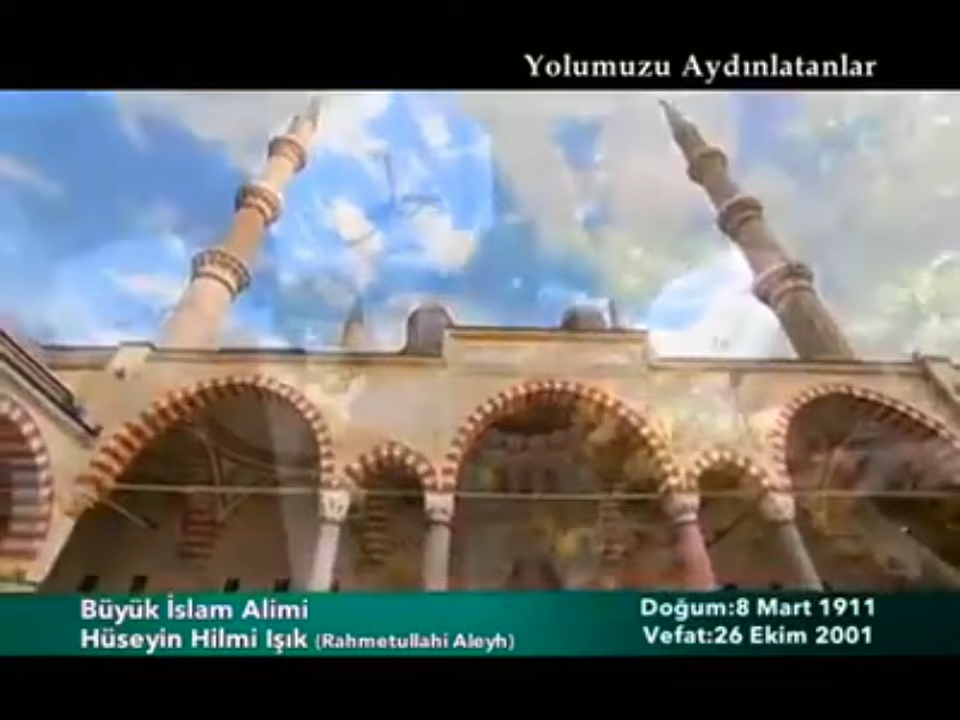 Yolumuzu Aydınlatanlar
Büyük İslam Alimi
Hüseyin Hilmi Işık (Rahmetullahi Aleyh)
Doğum:8 Mart 1911
Vefat:26 Ekim 2001